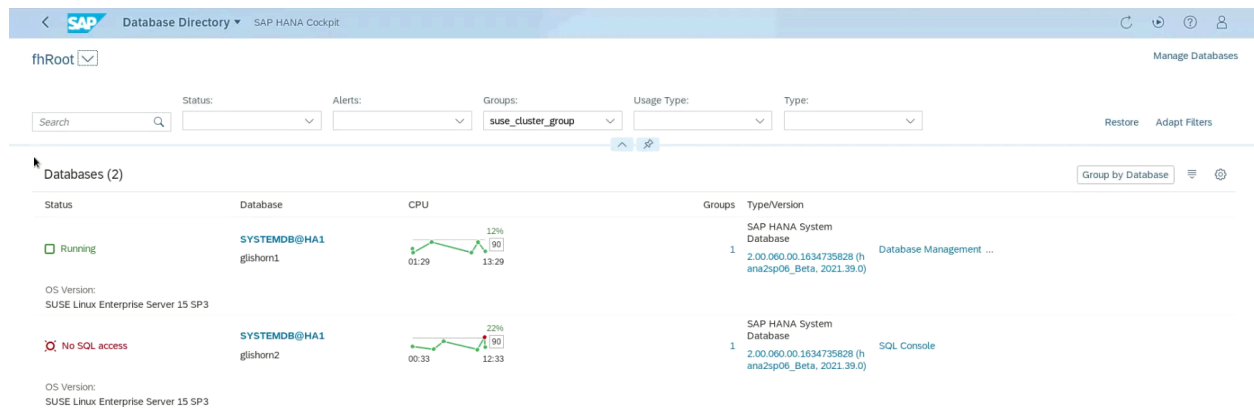 SAP Database Directory SAP HANA Cockpit
fhRoot Manage Databases
Status: Alerts: Groups: Usage Type: Type:
Search suse_cluster_group Restore Adapt Filters
Databases (2) Group by Database
Status Database CPU Groups Type/Version
Running
SYSTEMDB@HA1
glishorn1
12%
90
01:29 13:29
1
SAP HANA System
Database
2.00.060.00.1634735828 (h
ana2sp06_Beta, 2021.39.0)
Database Management ...
OS Version:
SUSE Linux Enterprise Server 15 SP3
No SQL access
SYSTEMDB@HA1
glishorn2
22%
90
00:33 12:33
1
SAP HANA System
Database
2.00.060.00.1634735828 (h
ana2sp06_Beta, 2021.39.0)
SQL Console
OS Version:
SUSE Linux Enterprise Server 15 SP3